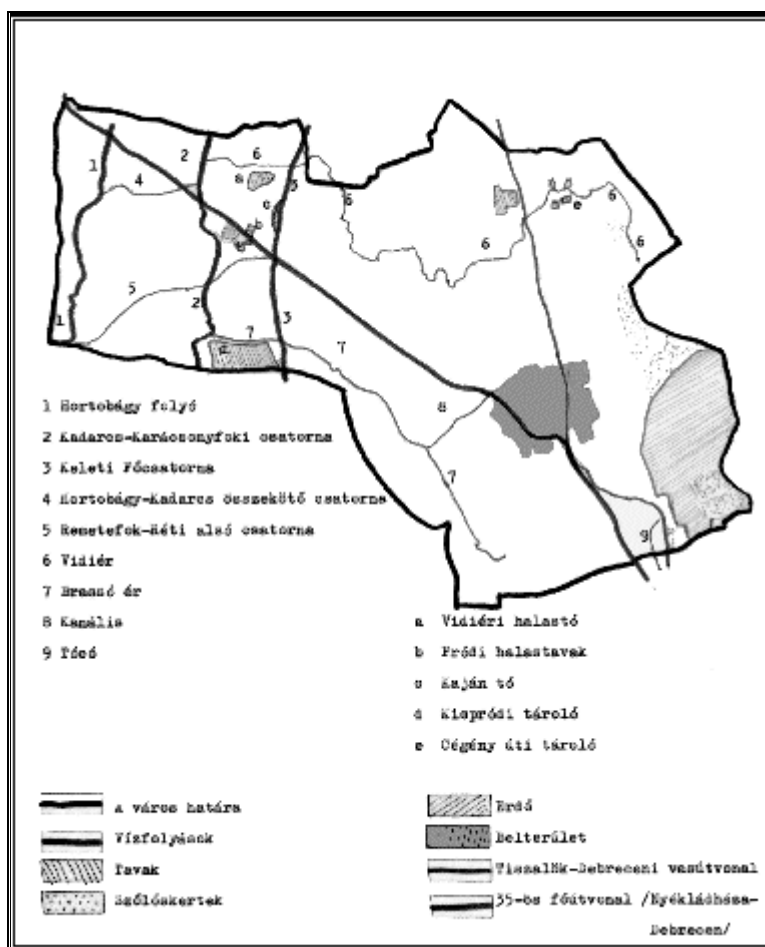 1
2
6
a
3
4
c
b
6
e
6
6
6
5
2
d
1
7
3
7
8
7
9
1 Hortobágy folyó
2 Kadarcs-Karácsonyfoki csatorna
3 Keleti Főcsatorna
4 Hortobágy-Kadarcs összekötő csatorna
5 Remetefok-Réti alsó csatorna
6 Vidiér
7 Brassó ér
8 Kanális
9 Tócó
a Vidiéri halastó
b Fródi halastavak
c Kaján tó
d Kispródi tároló
e Cégény úti tároló
A város határa
Vízfolyások
Tavak
Szőlőskertek
Erdő
Belterület
Tiszalök-Debreceni vasútvonal
35-ös főútvonal /Nyékládháza-
Debrecen/